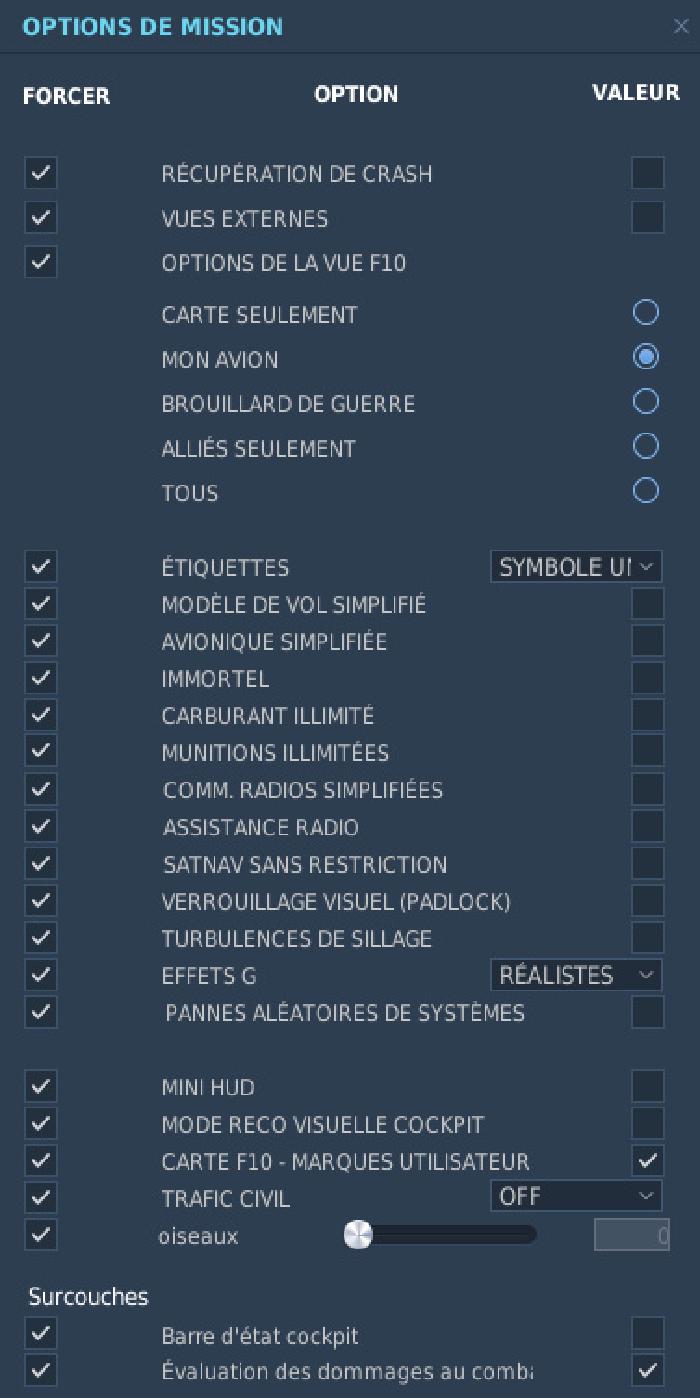 OPTIONS DE MISSION
FORCER OPTION VALEUR
RÉCUPÉRATION DE CRASH
VUES EXTERNES
OPTIONS DE LA VUE F10
CARTE SEULEMENT
MON AVION
BROUILLARD DE GUERRE
ALLIÉS SEULEMENT
TOUS
ÉTIQUETTES SYMBOLE
MODÈLE DE VOL SIMPLIFIÉ
AVIONIQUE SIMPLIFIÉE
IMMORTEL
CARBURANT ILLIMITÉ
MUNITIONS ILLIMITÉES
COMM. RADIOS SIMPLIFIÉES
ASSISTANCE RADIO
SATNAV SANS RESTRICTION
VERROUILLAGE VISUEL (PADLOCK)
TURBULENCES DE SILLAGE
EFFETS G RÉALISTES
PANNES ALÉATOIRES DE SYSTÈMES
MINI HUD
MODE RECO VISUELLE COCKPIT
CARTE F10 - MARQUES UTILISATEUR
TRAFIC CIVIL OFF
oiseaux 0
Surcouches
Barre d'état cockpit
Évaluation des dommages au